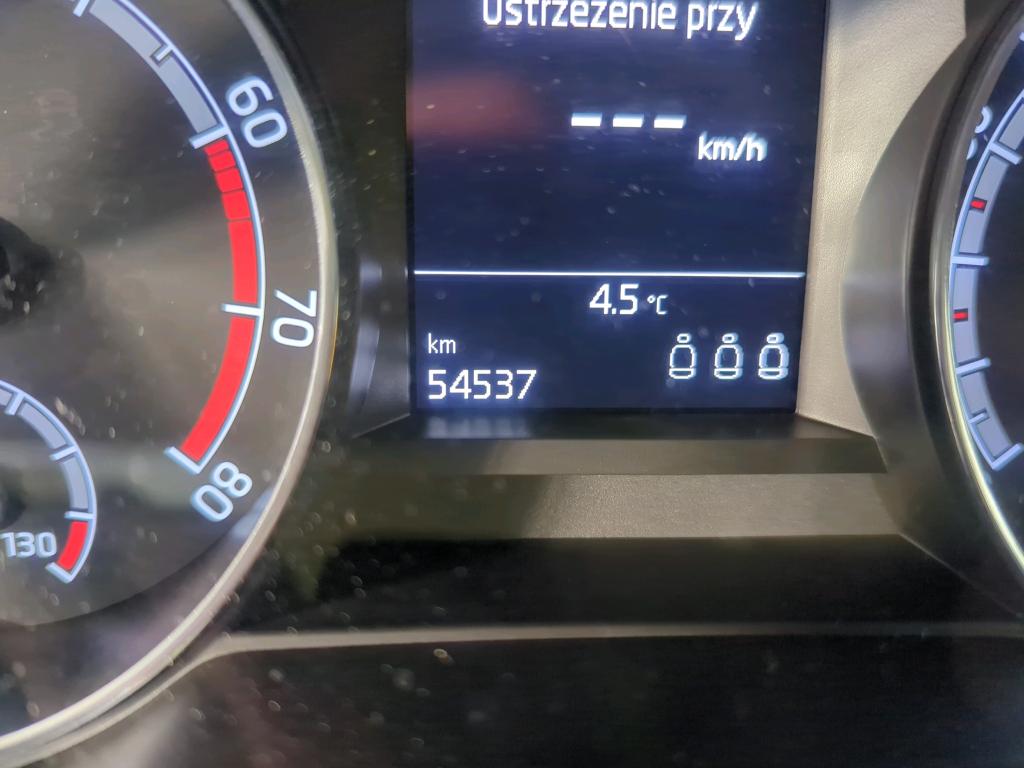 Ostrzeżenie przy
--- km/h
4.5 °C
km
54537
60
70
80
130